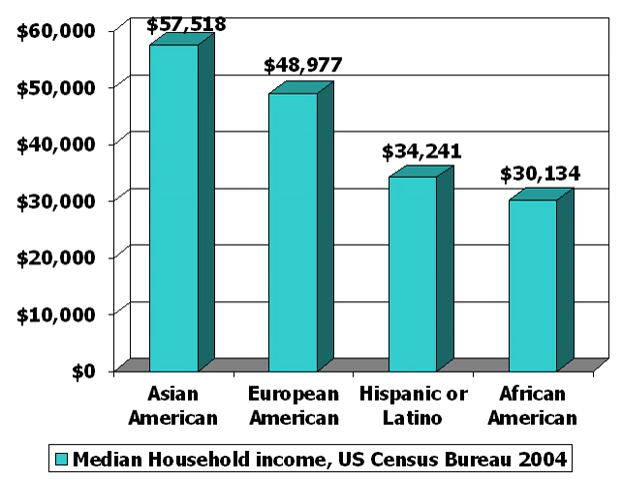 $60,000
$50,000
$40,000
$30,000
$20,000
$10,000
$0
$57,518
$48,977
$34,241
$30,134
Asian
American
European
American
Hispanic or
Latino
African
American
Median Household income, US Census Bureau 2004